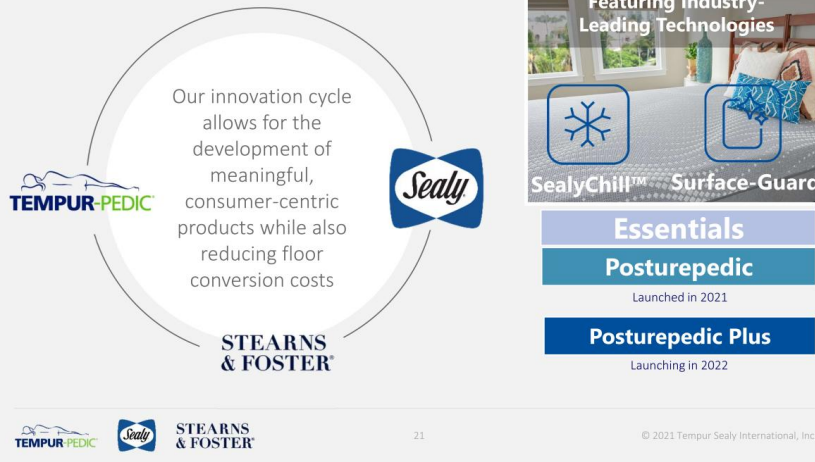 Featuring Industry-
Leading Technologies
SealyChill™ Surface-Guard
Our innovation cycle
allows for the
development of
meaningful,
consumer-centric
products while also
reducing floor
conversion costs
TEMPUR-PEDIC®
Sealy®
STEARNS
& FOSTER®
Essentials
Posturepedic
Launched in 2021
Posturepedic Plus
Launching in 2022
TEMPUR-PEDIC®
Sealy
STEARNS
& FOSTER®
21
© 2021 Tempur Sealy International, Inc